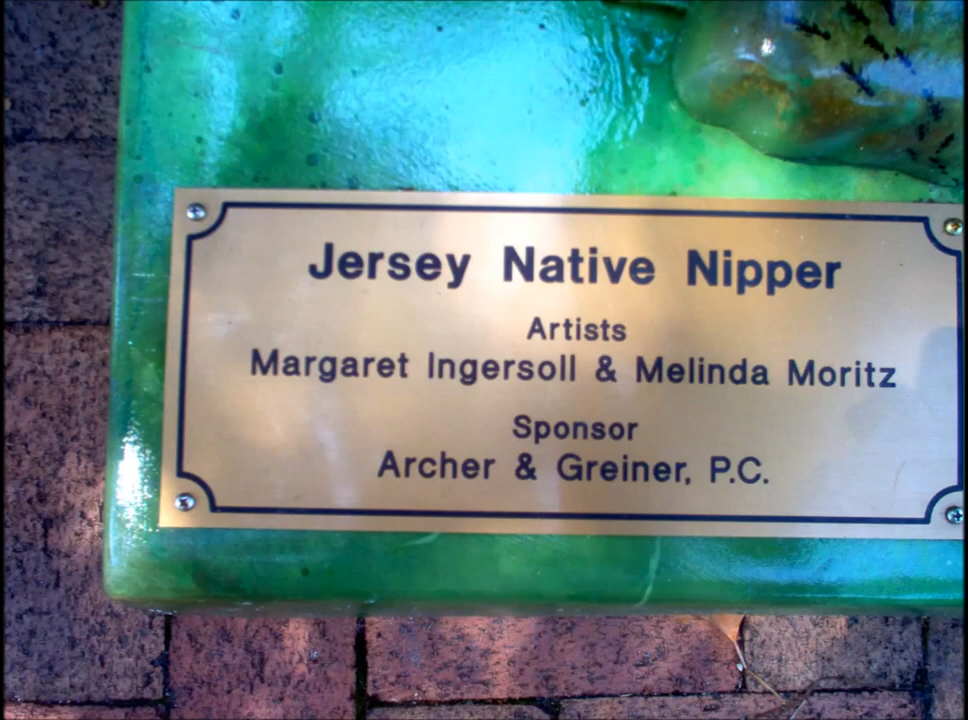 Jersey Native Nipper
Artists
Margaret Ingersoll & Melinda Moritz
Sponsor
Archer & Greiner, P.C.